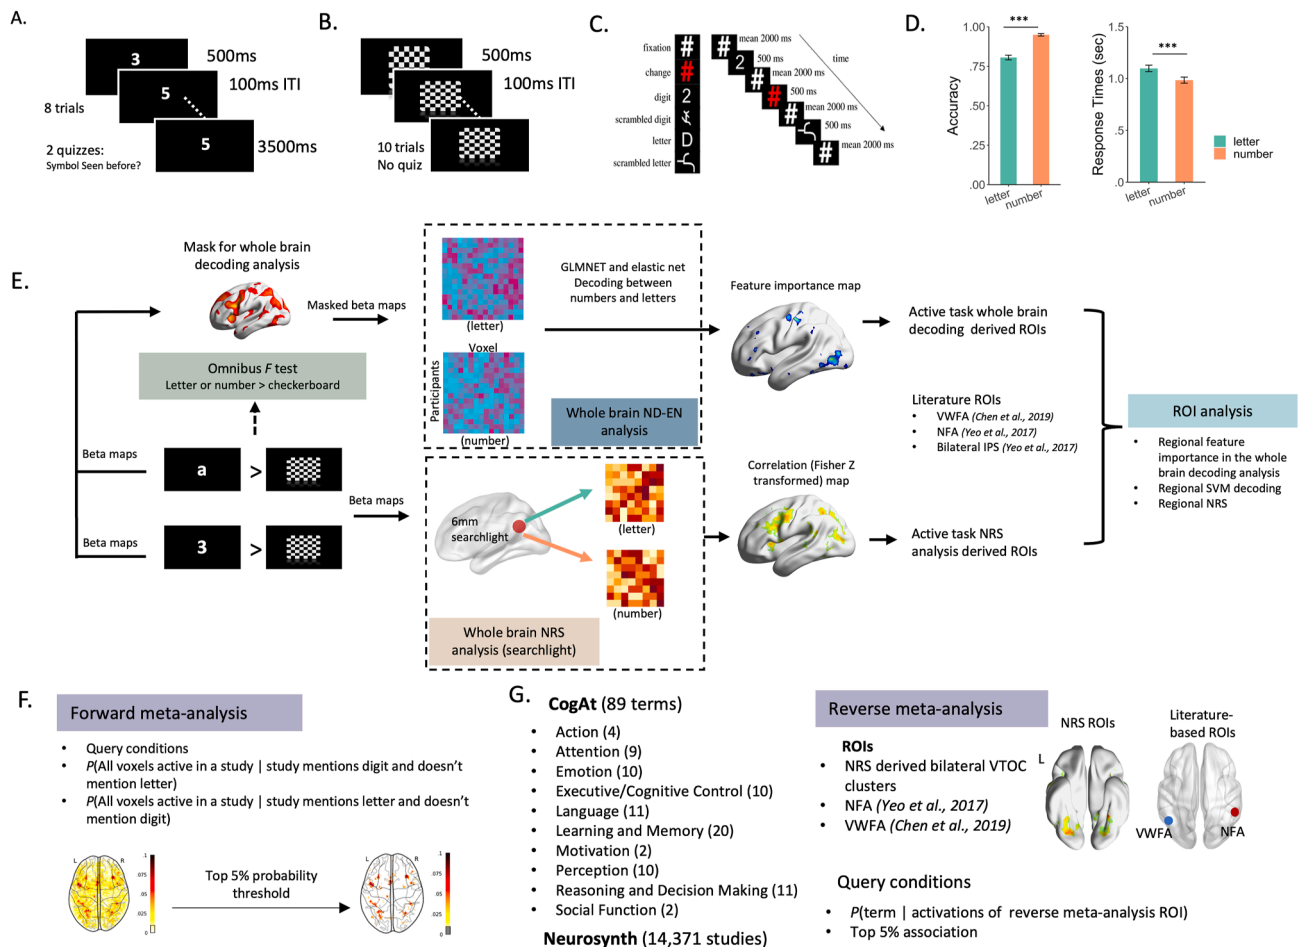 A.
3
500ms
5
100ms ITI
8 trials
5
3500ms
2 quizzes:
Symbol Seen before?
B.
500ms
100ms ITI
10 trials
No quiz
C.
fixation
#
change
#
digit
2
scrambled digit
letter
D
scrambled letter
#
mean 2000 ms
2
500 ms
#
mean 2000 ms
#
500 ms
#
mean 2000 ms
500 ms
#
mean 2000 ms
time
D.
Accuracy
1.00
.75
.50
.25
.00
***
letter
number
Response Times (sec)
1.5
1.0
.5
.0
***
letter
number
letter
number
E.
Mask for whole brain
decoding analysis
Masked beta maps
Omnibus F test
Letter or number > checkerboard
Beta maps
a
>
Beta maps
3
>
Beta maps
(letter)
Voxel
Participants
(number)
GLMNET and elastic net
Decoding between
numbers and letters
Whole brain ND-EN
analysis
6mm
searchlight
(letter)
(number)
Whole brain NRS
analysis (searchlight)
Feature importance map
Active task whole brain
decoding derived ROIs
Literature ROIs
• VWFA (Chen et al., 2019)
• NFA (Yeo et al., 2017)
• Bilateral IPS (Yeo et al., 2017)
Correlation (Fisher Z
transformed) map
Active task NRS
analysis derived ROIs
ROI analysis
• Regional feature
importance in the whole
brain decoding analysis
• Regional SVM decoding
• Regional NRS
F.
Forward meta-analysis
• Query conditions
• P(All voxels active in a study | study mentions digit and doesn't
mention letter)
• P(All voxels active in a study | study mentions letter and doesn't
mention digit)
L
R
.1
.075
.05
.025
0
Top 5% probability
threshold
L
R
.1
.075
.05
.025
0
G.
CogAt (89 terms)
• Action (4)
• Attention (9)
• Emotion (10)
• Executive/Cognitive Control (10)
• Language (11)
• Learning and Memory (20)
• Motivation (2)
• Perception (10)
• Reasoning and Decision Making (11)
• Social Function (2)
Neurosynth (14,371 studies)
Reverse meta-analysis
ROIs
• NRS derived bilateral VTOC
clusters
• NFA (Yeo et al., 2017)
• VWFA (Chen et al., 2019)
NRS ROIs
L
Literature-
based ROIs
VWFA
NFA
Query conditions
• P(term | activations of reverse meta-analysis ROI)
• Top 5% association